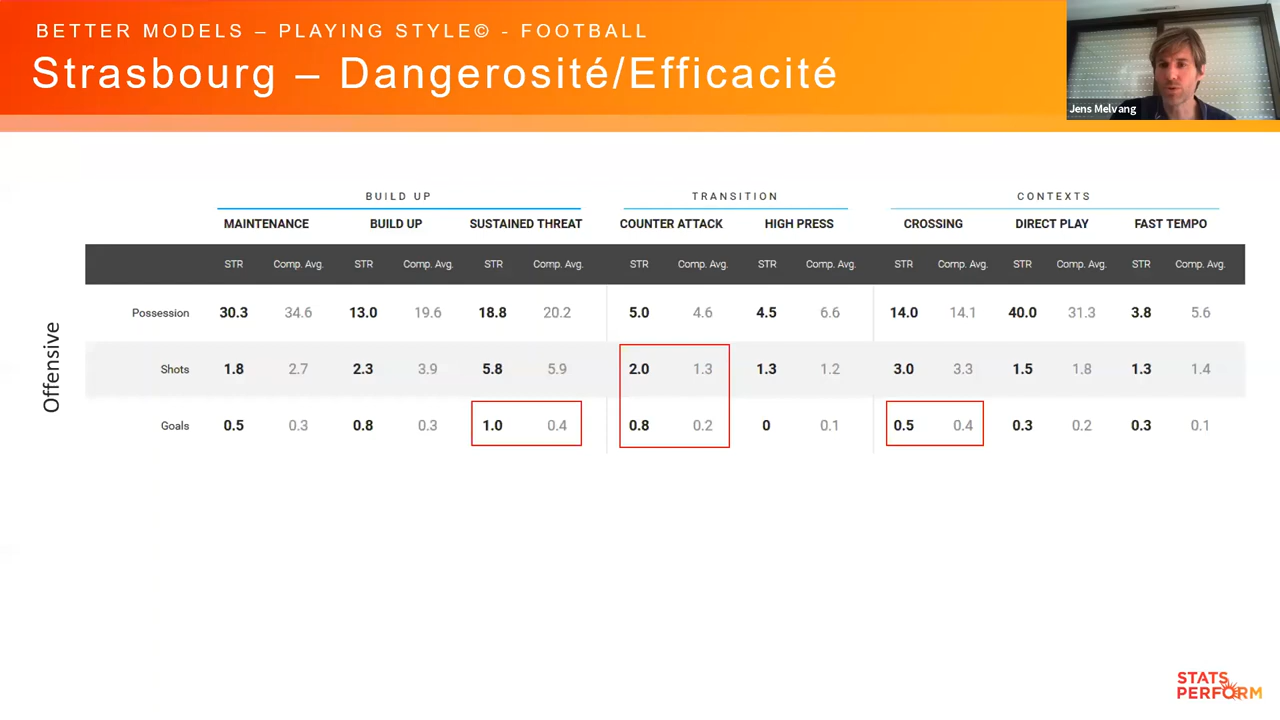 BETTER MODELS – PLAYING STYLE© - FOOTBALL
Strasbourg – Dangerosité/Efficacité
Jens Melvang
BUILD UP TRANSITION CONTEXTS
MAINTENANCE BUILD UP SUSTAINED THREAT COUNTER ATTACK HIGH PRESS CROSSING DIRECT PLAY FAST TEMPO
STR Comp. Avg. STR Comp. Avg. STR Comp. Avg. STR Comp. Avg. STR Comp. Avg. STR Comp. Avg. STR Comp. Avg. STR Comp. Avg.
Offensive
Possession 30.3 34.6 13.0 19.6 18.8 20.2 5.0 4.6 4.5 6.6 14.0 14.1 40.0 31.3 3.8 5.6
Shots 1.8 2.7 2.3 3.9 5.8 5.9 2.0 1.3 1.3 1.2 3.0 3.3 1.5 1.8 1.3 1.4
Goals 0.5 0.3 0.8 0.3 1.0 0.4 0.8 0.2 0 0.1 0.5 0.4 0.3 0.2 0.3 0.1
STATS
PERFORM